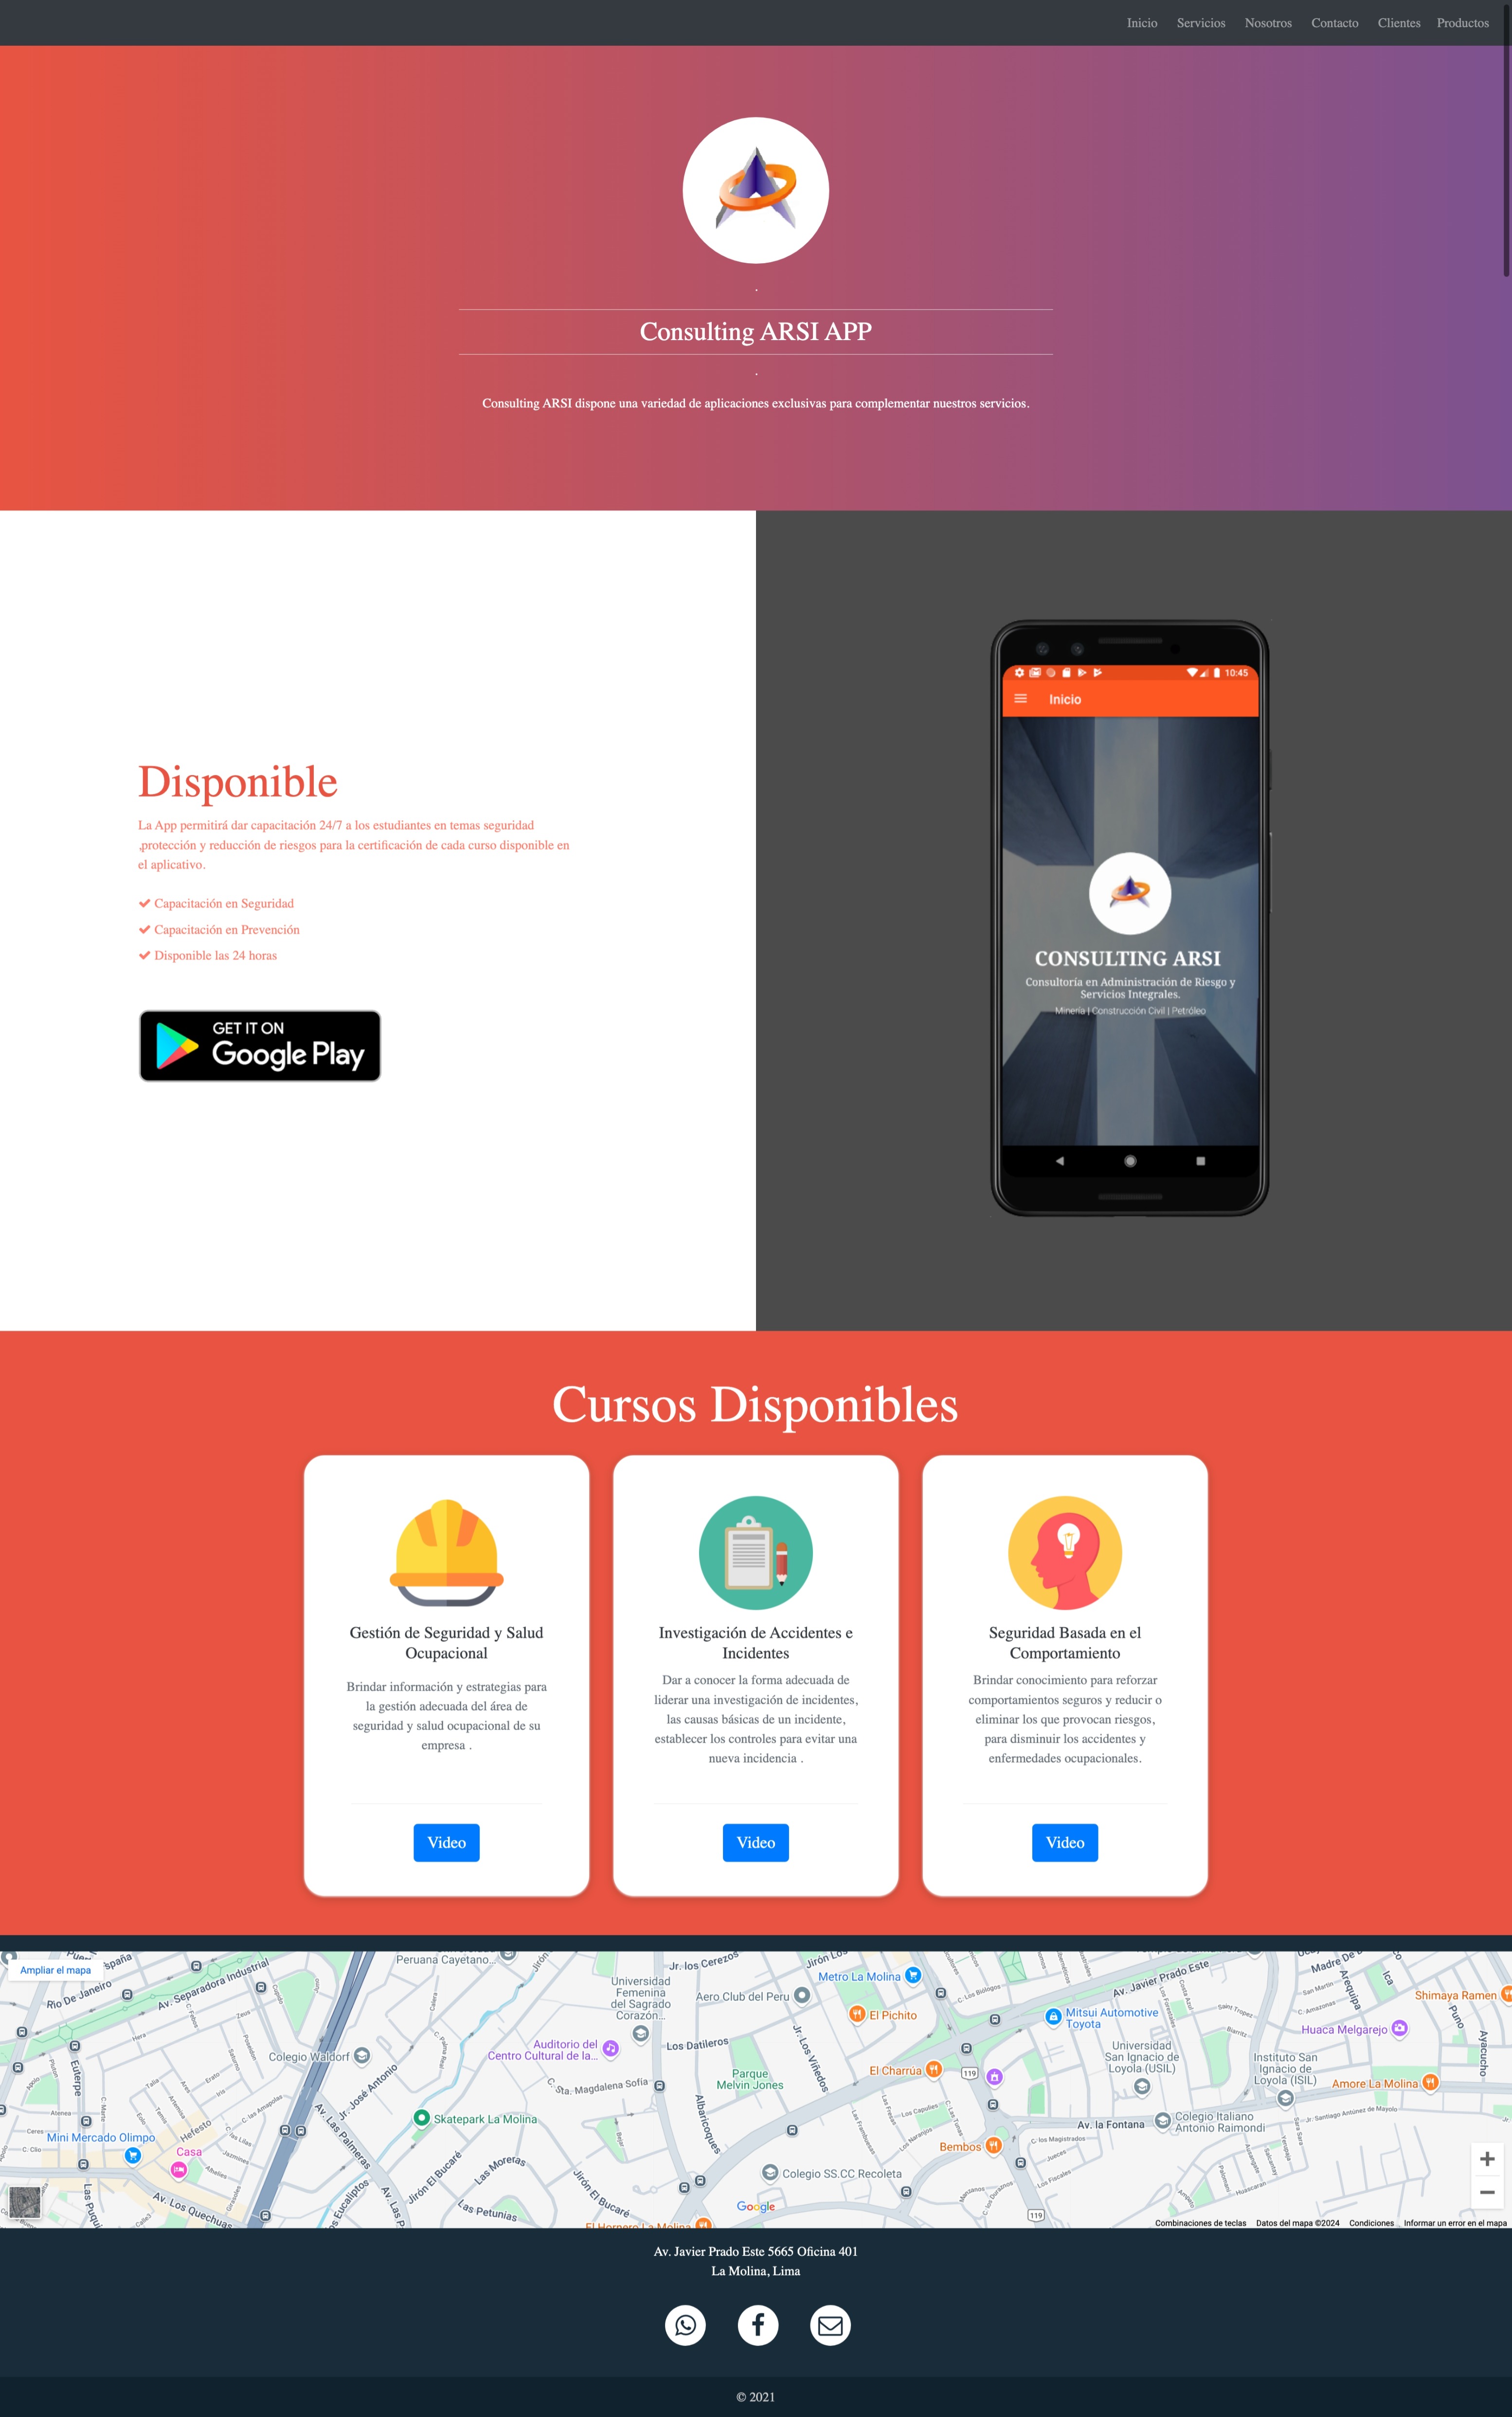 Inicio Servicios Nosotros Contacto Clientes Productos
.
Consulting ARSI APP
.
Consulting ARSI dispone una variedad de aplicaciones exclusivas para complementar nuestros servicios.
Disponible
La App permitirá dar capacitación 24/7 a los estudiantes en temas seguridad
,protección y reducción de riesgos para la certificación de cada curso disponible en
el aplicativo.
Capacitación en Seguridad
Capacitación en Prevención
Disponible las 24 horas
GET IT ON
Google Play
10:45
Inicio
CONSULTING ARSI
Consultoría en Administración de Riesgo y
Servicios Integrales.
Minería | Construcción Civil | Petróleo
Cursos Disponibles
Gestión de Seguridad y Salud
Ocupacional
Brindar información y estrategias para
la gestión adecuada del área de
seguridad y salud ocupacional de su
empresa .
Video
Investigación de Accidentes e
Incidentes
Dar a conocer la forma adecuada de
liderar una investigación de incidentes,
las causas básicas de un incidente,
establecer los controles para evitar una
nueva incidencia .
Video
Seguridad Basada en el
Comportamiento
Brindar conocimiento para reforzar
comportamientos seguros y reducir o
eliminar los que provocan riesgos,
para disminuir los accidentes y
enfermedades ocupacionales.
Video
Ampliar el mapa
Rio De Janeiro
Av. Separadora Industrial
Peruana Cayetano...
Jr. los Cerezos
Metro La Molina
Av. Javier Prado Este
Arequipa
Ica
Puno
Ayacucho
Shimaya Ramen
Universidad
Femenina
del Sagrado
Corazón...
Aero Club del Peru
El Pichito
Mitsui Automotive
Toyota
Huaca Melgarejo
Colegio Waldorf
Auditorio del
Centro Cultural de la...
Los Datileros
Jr. Los Viñedos
Universidad
San Ignacio de
Loyola (USIL)
Instituto San
Ignacio de
Loyola (ISIL)
Euterpe
Jr. José Antonio
C. Sta. Magdalena Sofia
Parque
Melvin Jones
El Charrúa
119
Amore La Molina
Skatepark La Molina
Albaricoques
Av. la Fontana
Colegio Italiano
Antonio Raimondi
Jr. Santiago Antúnez de Mayolo
Mini Mercado Olimpo
Hefesto
Casa
Av. Las Palmeras
Bembos
C. los Magistrados
Las Moreras
Jirón El Bucaré
Jirón El Bucaré
Colegio SS.CC Recoleta
Av. Los Quechuas
Las Petunias
El Hornero La Molina
Google
119
Combinaciones de teclas Datos del mapa ©2024 Condiciones Informar un error en el mapa
Av. Javier Prado Este 5665 Oficina 401
La Molina, Lima
© 2021